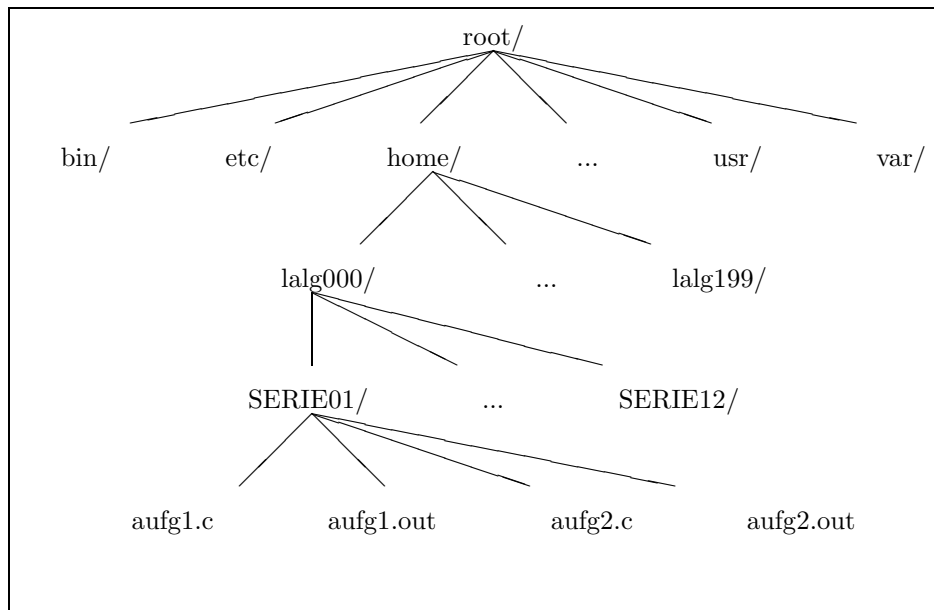 root/
bin/ etc/ home/ ... usr/ var/
lalg000/ ... lalg199/
SERIE01/ ... SERIE12/
aufg1.c aufg1.out aufg2.c aufg2.out